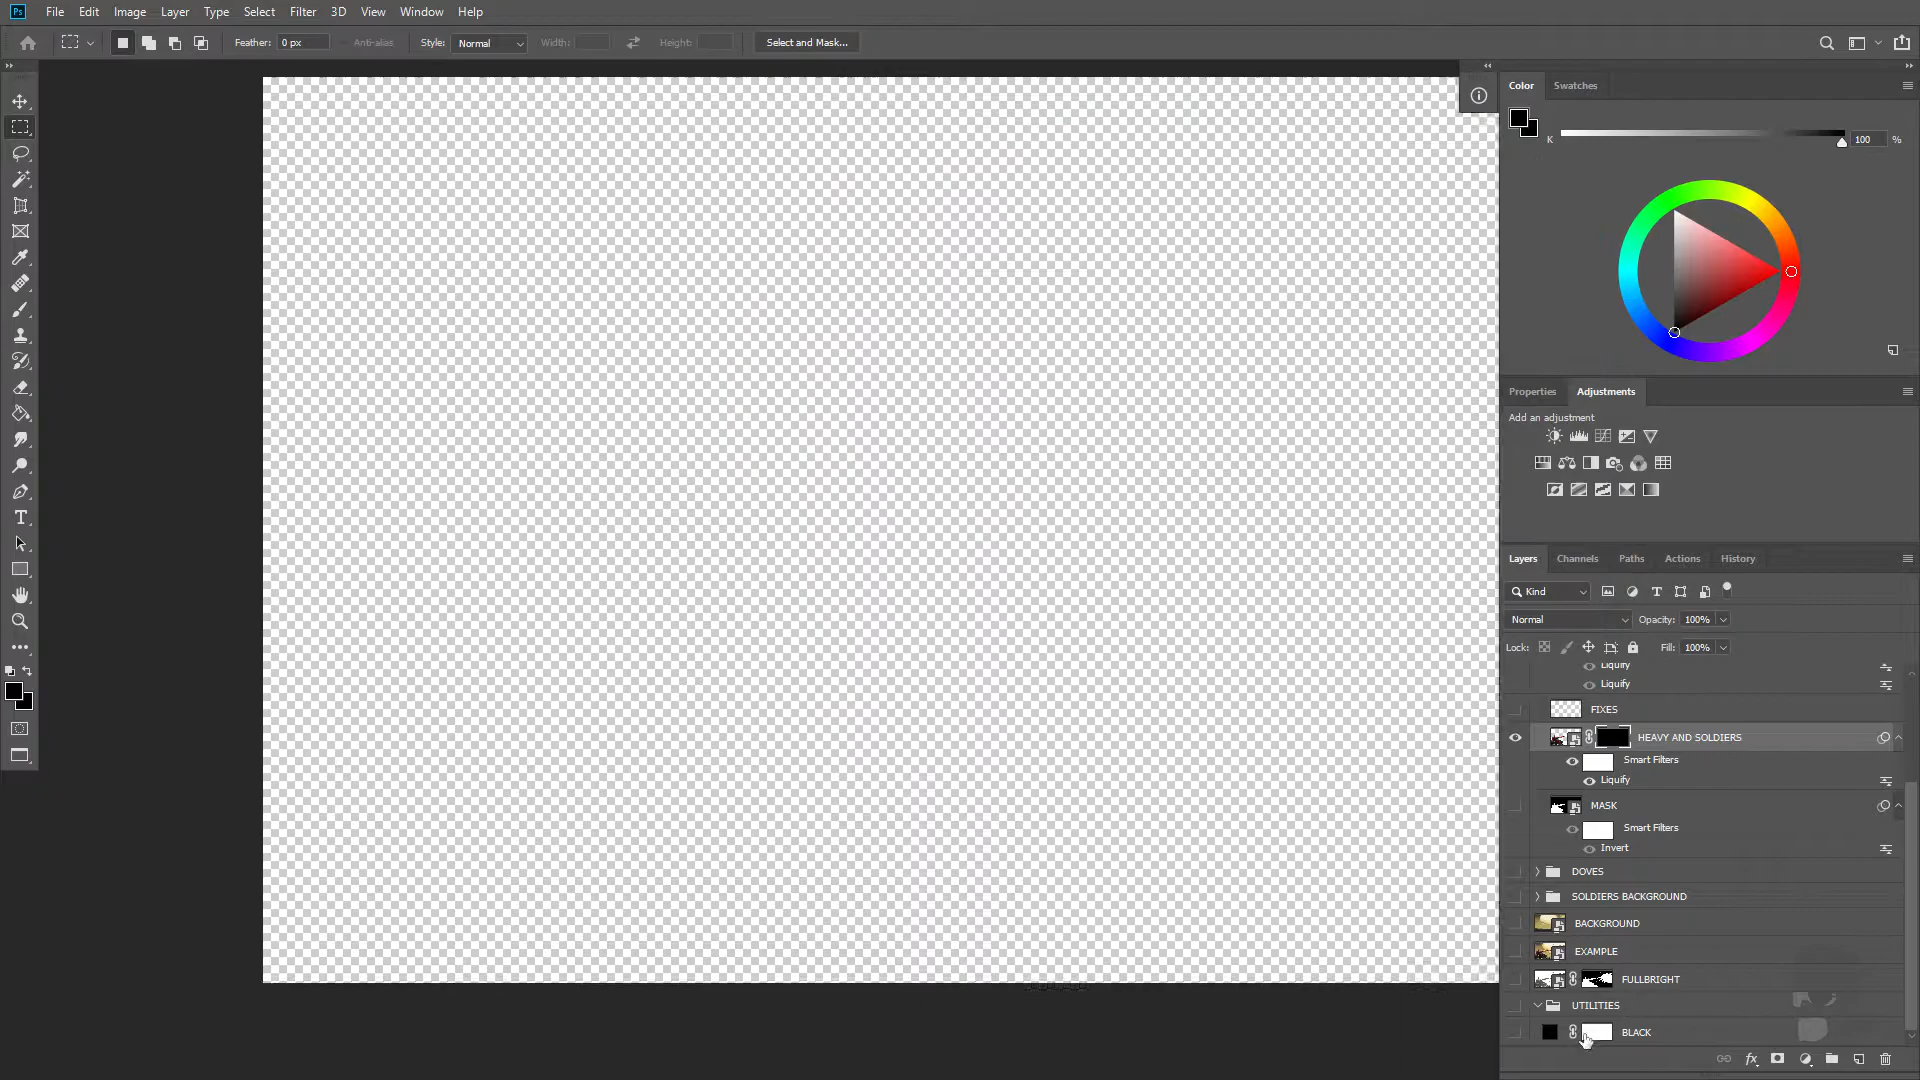 Ps File Edit Image Layer Type Select Filter 3D View Window Help
Feather: 0 px Anti-alias Style: Normal Width: Height: Select and Mask...
Color Swatches
K 100 %
Properties Adjustments
Add an adjustment
Layers Channels Paths Actions History
Kind
Normal Opacity: 100%
Lock: Fill: 100%
Liquify
Liquify
FIXES
HEAVY AND SOLDIERS
Smart Filters
Liquify
MASK
Smart Filters
Invert
DOVES
SOLDIERS BACKGROUND
BACKGROUND
EXAMPLE
FULLBRIGHT
UTILITIES
BLACK